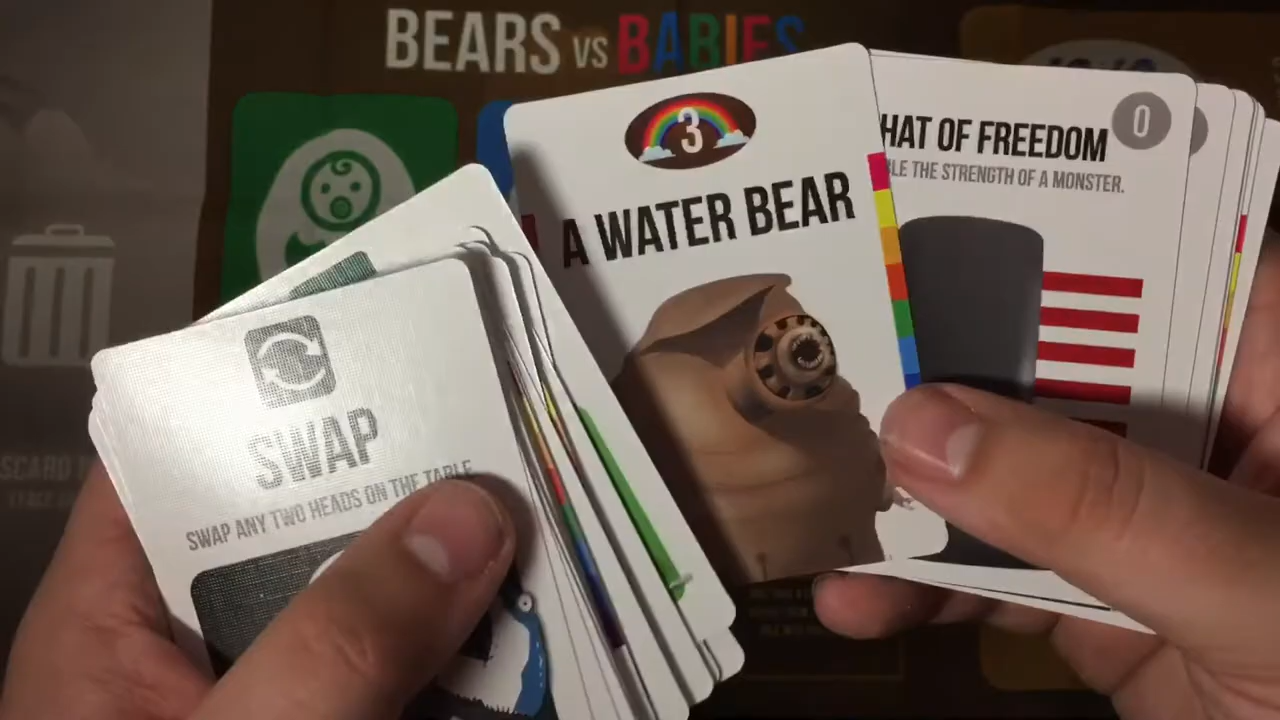 BEARS VS BABIES
3
A WATER BEAR
HAT OF FREEDOM
0
THE STRENGTH OF A MONSTER.
SWAP
SWAP ANY TWO HEADS ON THE TABLE